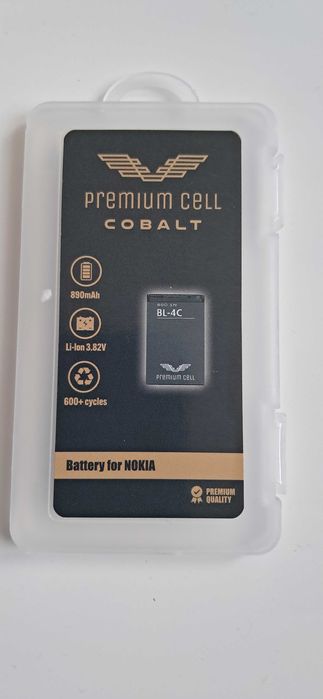 PREMIUM CELL
COBALT
890mAh
BL-4C
Li-Ion 3.82V
PREMIUM CELL
600+ cycles
Battery for NOKIA
PREMIUM
QUALITY